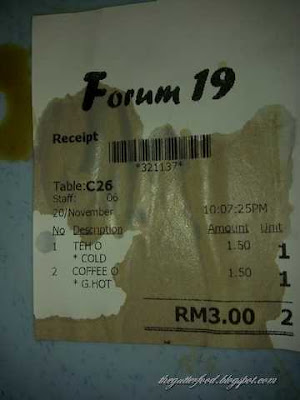 Forum 19
Receipt
*321137*
Table:C26
Staff: 06
20/November 10:07:25PM
No Description Amount Unit
1 TEH O 1.50 1
* COLD
2 COFFEE O 1.50 1
* G.HOT
RM3.00 2
thegutterfood.blogspot.com